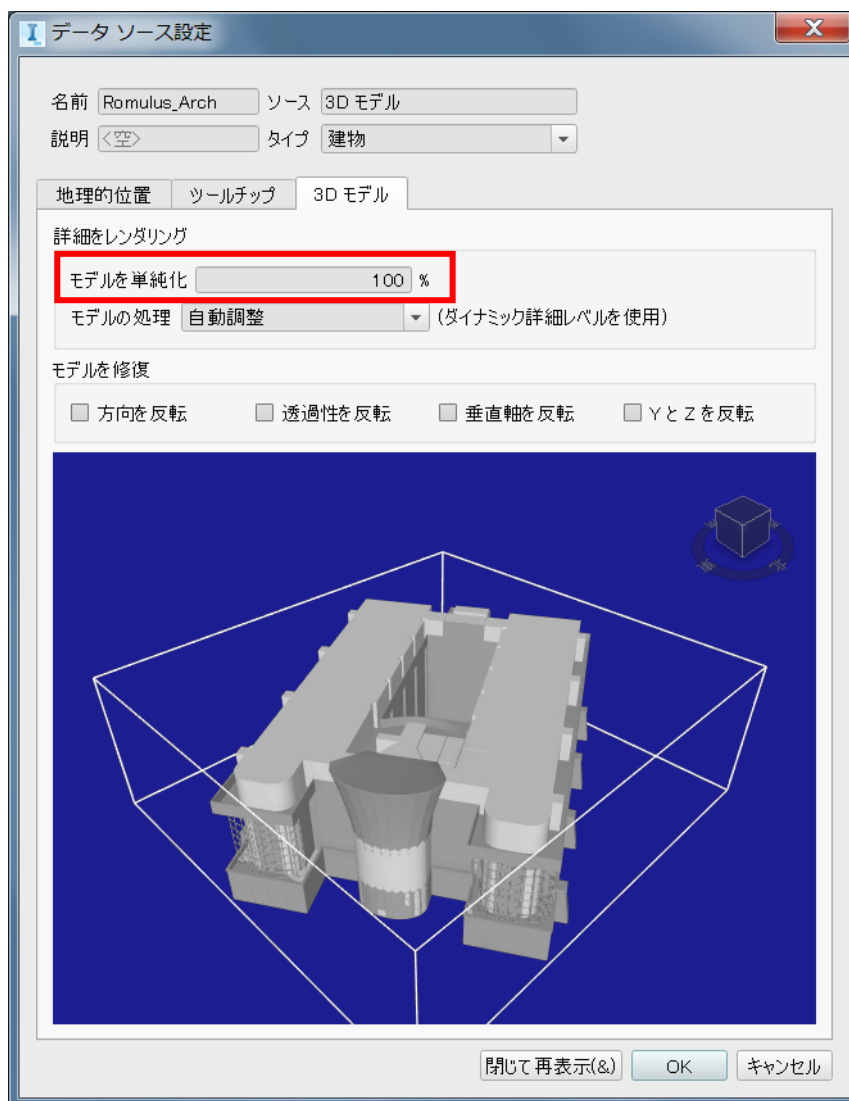 データ ソース設定
名前 Romulus_Arch ソース 3D モデル
説明 <空> タイプ 建物
地理的位置 ツールチップ 3D モデル
詳細をレンダリング
モデルを単純化 100 %
モデルの処理 自動調整 (ダイナミック詳細レベルを使用)
モデルを修復
方向を反転 透過性を反転 垂直軸を反転 Y と Z を反転
閉じて再表示(&) OK キャンセル